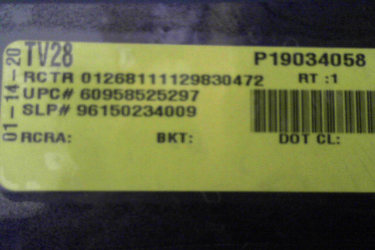 TV28 P19034058
RCTR 01268111129830472 RT :1
UPC# 60958525297
SLP# 96150234009
RCRA: BKT: DOT CL:
01-14-20